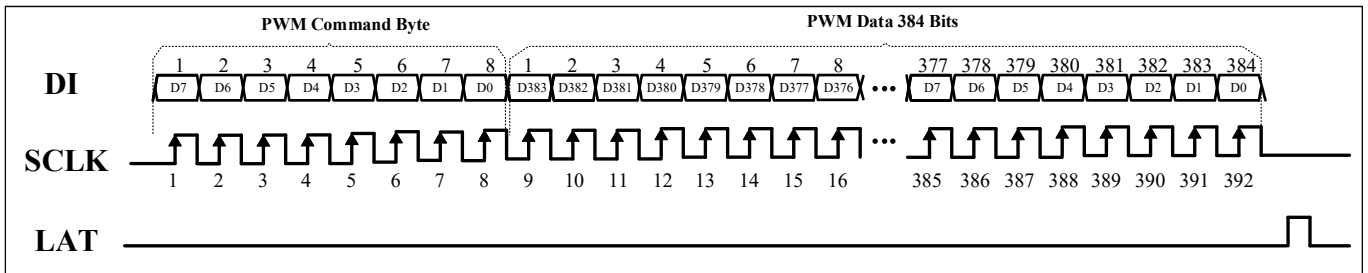 PWM Command Byte PWM Data 384 Bits
1 2 3 4 5 6 7 8 1 2 3 4 5 6 7 8 377 378 379 380 381 382 383 384
DI D7 D6 D5 D4 D3 D2 D1 D0 D383 D382 D381 D380 D379 D378 D377 D376 ••• D7 D6 D5 D4 D3 D2 D1 D0
SCLK •••
1 2 3 4 5 6 7 8 9 10 11 12 13 14 15 16 385 386 387 388 389 390 391 392
LAT